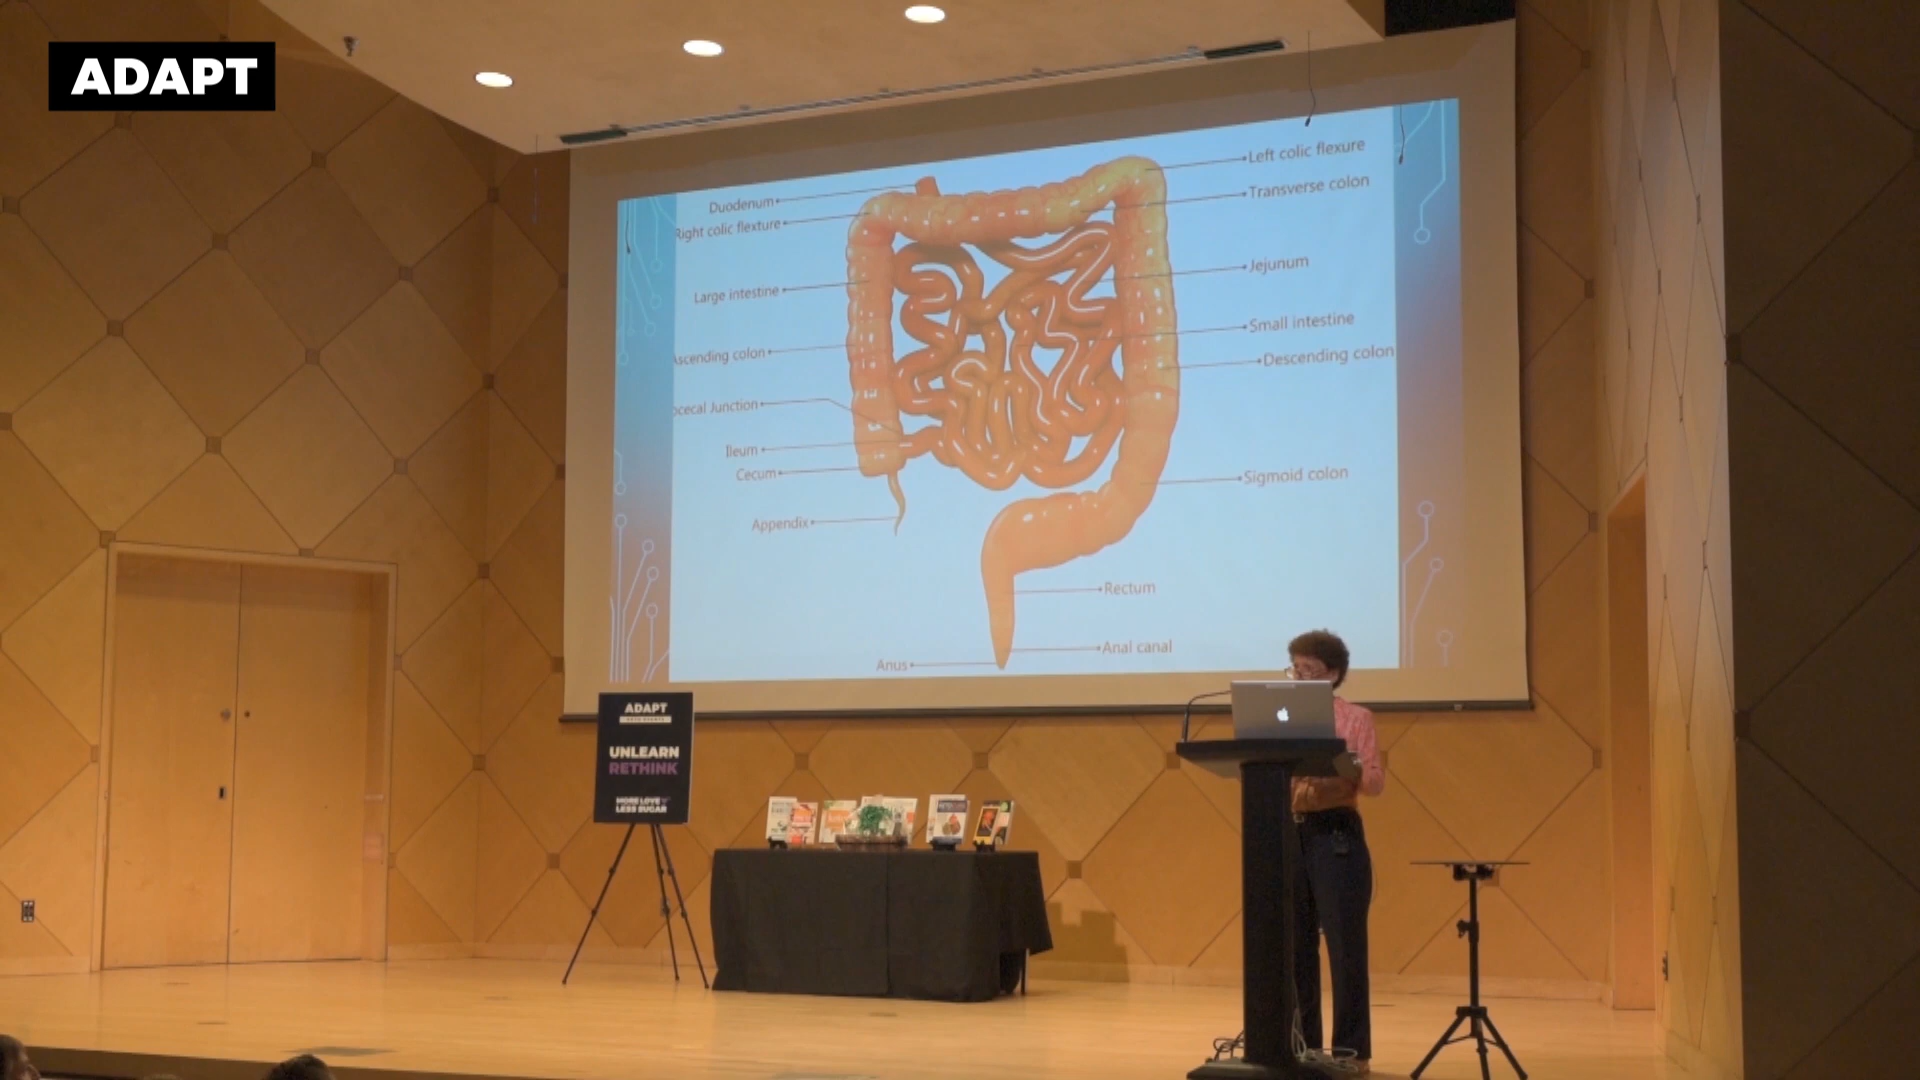 ADAPT
Duodenum
Right colic flexture
Large intestine
Ascending colon
ocecal Junction
Ileum
Cecum
Appendix
Anus
Left colic flexure
Transverse colon
Jejunum
Small intestine
Descending colon
Sigmoid colon
Rectum
Anal canal
ADAPT
UNLEARN
RETHINK
MORE LOVE
LESS SUGAR